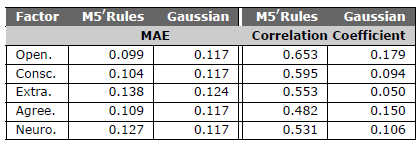 Factor M5′Rules Gaussian M5′Rules Gaussian
MAE Correlation Coefficient
Open. 0.099 0.117 0.653 0.179
Consc. 0.104 0.117 0.595 0.094
Extra. 0.138 0.124 0.553 0.050
Agree. 0.109 0.117 0.482 0.150
Neuro. 0.127 0.117 0.531 0.106